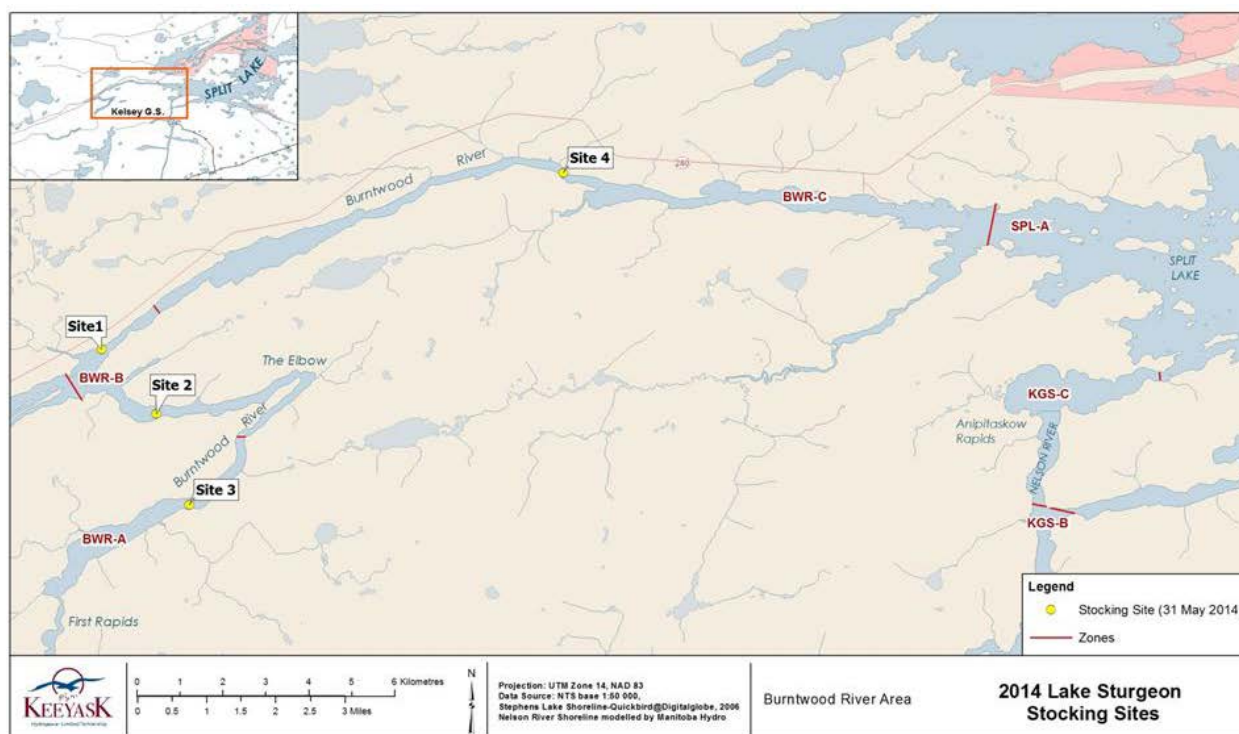 SPLIT LAKE
Kelsey G.S.
Site 4
240
Burntwood River
BWR-C
SPL-A
SPLIT
LAKE
Site1
The Elbow
BWR-B
Site 2
KGS-C
Burntwood River
Anipitaskow
Rapids
NELSON RIVER
Site 3
BWR-A
KGS-B
First Rapids
Legend
Stocking Site (31 May 2014
Zones
KEEYASK
Hydropower Limited Partnership
0 1 2 3 4 5 6 Kilometres
0 0.5 1 1.5 2 2.5 3 Miles
N
Projection: UTM Zone 14, NAD 83
Data Source: NTS base 1:50 000,
Stephens Lake Shoreline-Quickbird@Digitalglobe, 2006
Nelson River Shoreline modelled by Manitoba Hydro
Burntwood River Area
2014 Lake Sturgeon
Stocking Sites